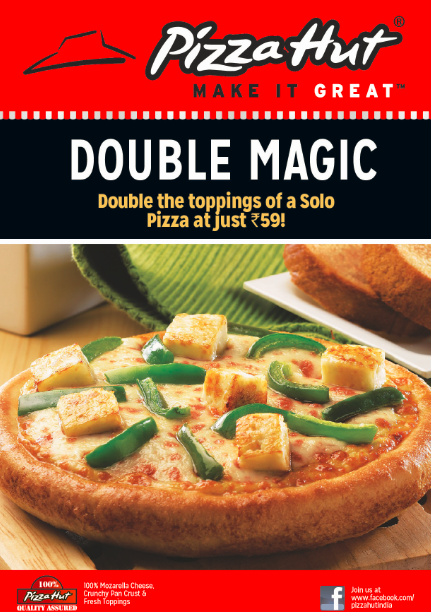 Pizza Hut®
MAKE IT GREAT™
DOUBLE MAGIC
Double the toppings of a Solo
Pizza at just ₹59!
100%
Pizza Hut
QUALITY ASSURED
100% Mozarella Cheese,
Crunchy Pan Crust &
Fresh Toppings
Join us at
www.facebook.com/
pizzahutindia